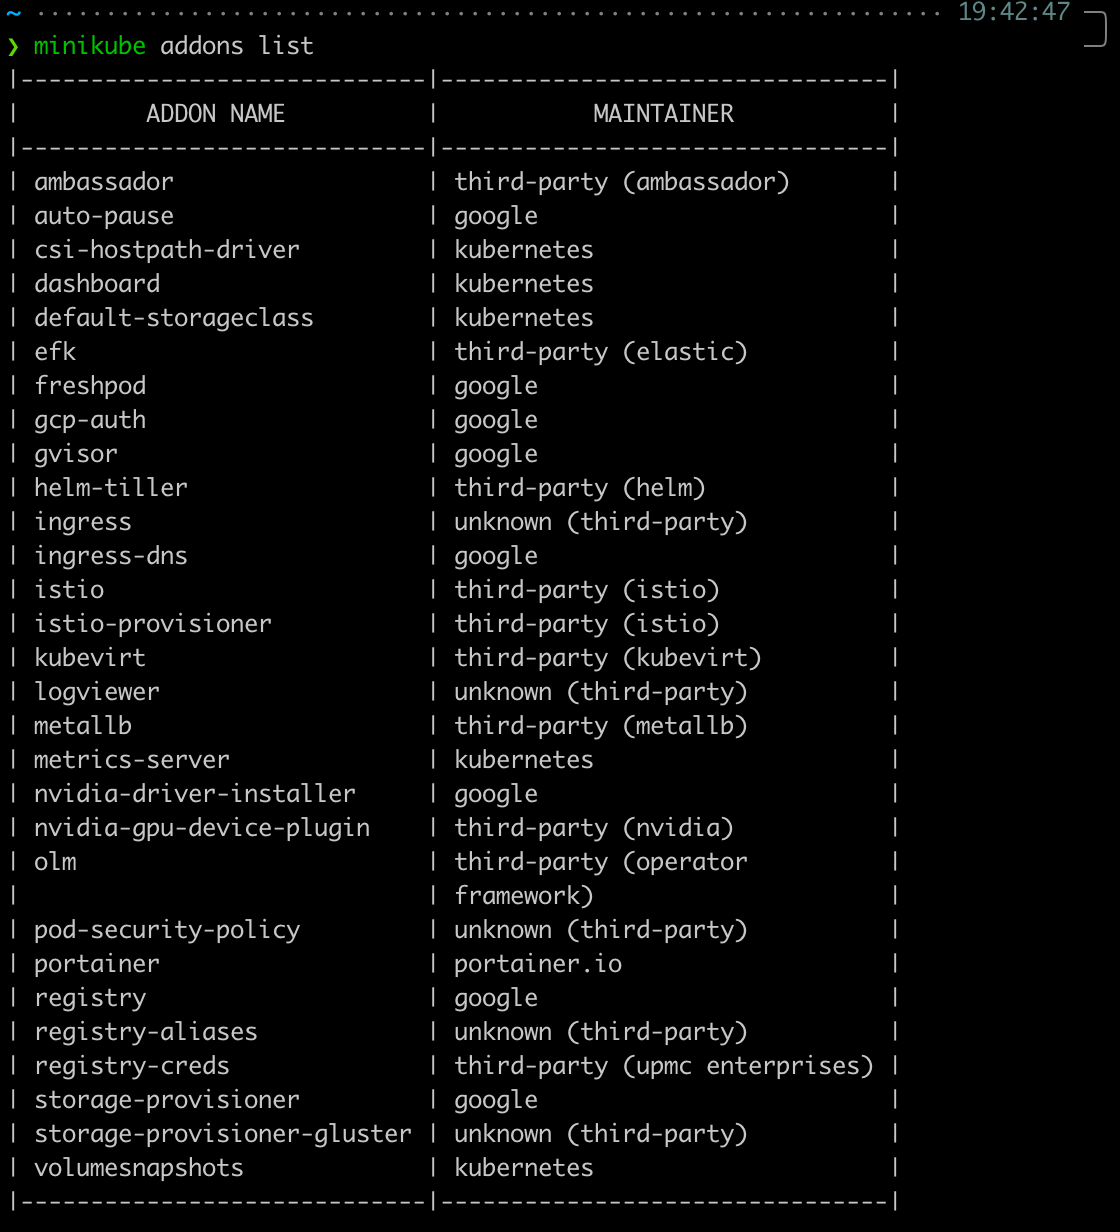 ~ ································································· 19:42:47
❯ minikube addons list
|-----------------------------|--------------------------------|
|         ADDON NAME          |           MAINTAINER           |
|-----------------------------|--------------------------------|
| ambassador                  | third-party (ambassador)       |
| auto-pause                  | google                         |
| csi-hostpath-driver         | kubernetes                     |
| dashboard                   | kubernetes                     |
| default-storageclass        | kubernetes                     |
| efk                         | third-party (elastic)          |
| freshpod                    | google                         |
| gcp-auth                    | google                         |
| gvisor                      | google                         |
| helm-tiller                 | third-party (helm)             |
| ingress                     | unknown (third-party)          |
| ingress-dns                 | google                         |
| istio                       | third-party (istio)            |
| istio-provisioner           | third-party (istio)            |
| kubevirt                    | third-party (kubevirt)         |
| logviewer                   | unknown (third-party)          |
| metallb                     | third-party (metallb)          |
| metrics-server              | kubernetes                     |
| nvidia-driver-installer     | google                         |
| nvidia-gpu-device-plugin    | third-party (nvidia)           |
| olm                         | third-party (operator          |
|                             | framework)                     |
| pod-security-policy         | unknown (third-party)          |
| portainer                   | portainer.io                   |
| registry                    | google                         |
| registry-aliases            | unknown (third-party)          |
| registry-creds              | third-party (upmc enterprises) |
| storage-provisioner         | google                         |
| storage-provisioner-gluster | unknown (third-party)          |
| volumesnapshots             | kubernetes                     |
|-----------------------------|--------------------------------|